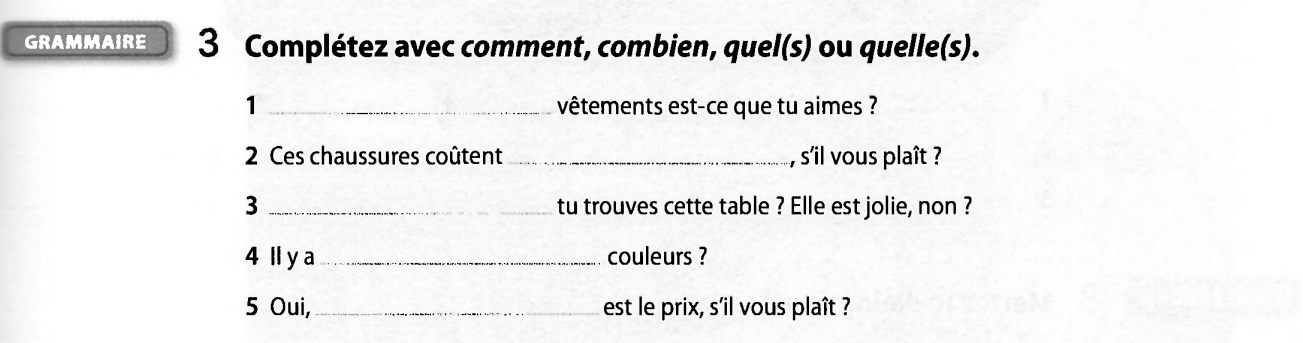 GRAMMAIRE 3 Complétez avec comment, combien, quel(s) ou quelle(s).
1 ........................ vêtements est-ce que tu aimes ?
2 Ces chaussures coûtent ........................, s'il vous plaît ?
3 ........................ tu trouves cette table ? Elle est jolie, non ?
4 Il y a ........................ couleurs ?
5 Oui, ........................ est le prix, s'il vous plaît ?